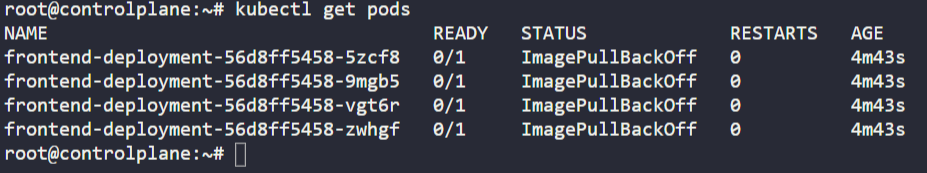 root@controlplane:~# kubectl get pods
NAME READY STATUS RESTARTS AGE
frontend-deployment-56d8ff5458-5zcf8 0/1 ImagePullBackOff 0 4m43s
frontend-deployment-56d8ff5458-9mgb5 0/1 ImagePullBackOff 0 4m43s
frontend-deployment-56d8ff5458-vgt6r 0/1 ImagePullBackOff 0 4m43s
frontend-deployment-56d8ff5458-zwhgf 0/1 ImagePullBackOff 0 4m43s
root@controlplane:~#